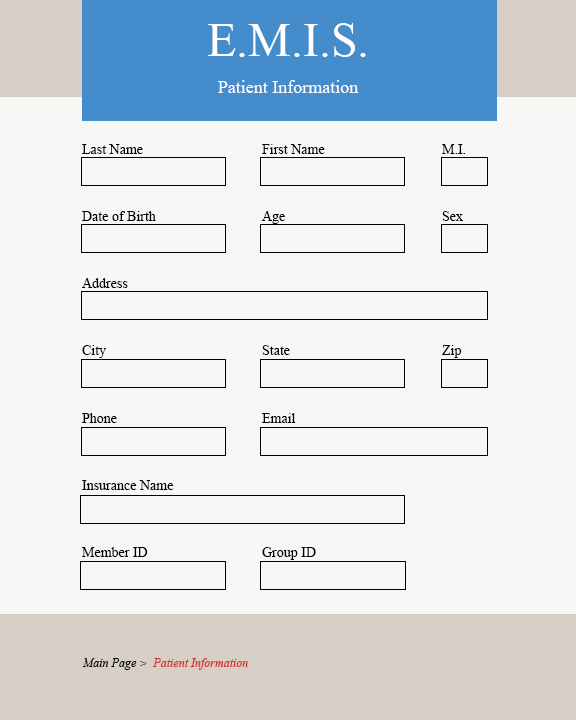 E.M.I.S.
Patient Information
Last Name First Name M.I.
Date of Birth Age Sex
Address
City State Zip
Phone Email
Insurance Name
Member ID Group ID
Main Page > Patient Information